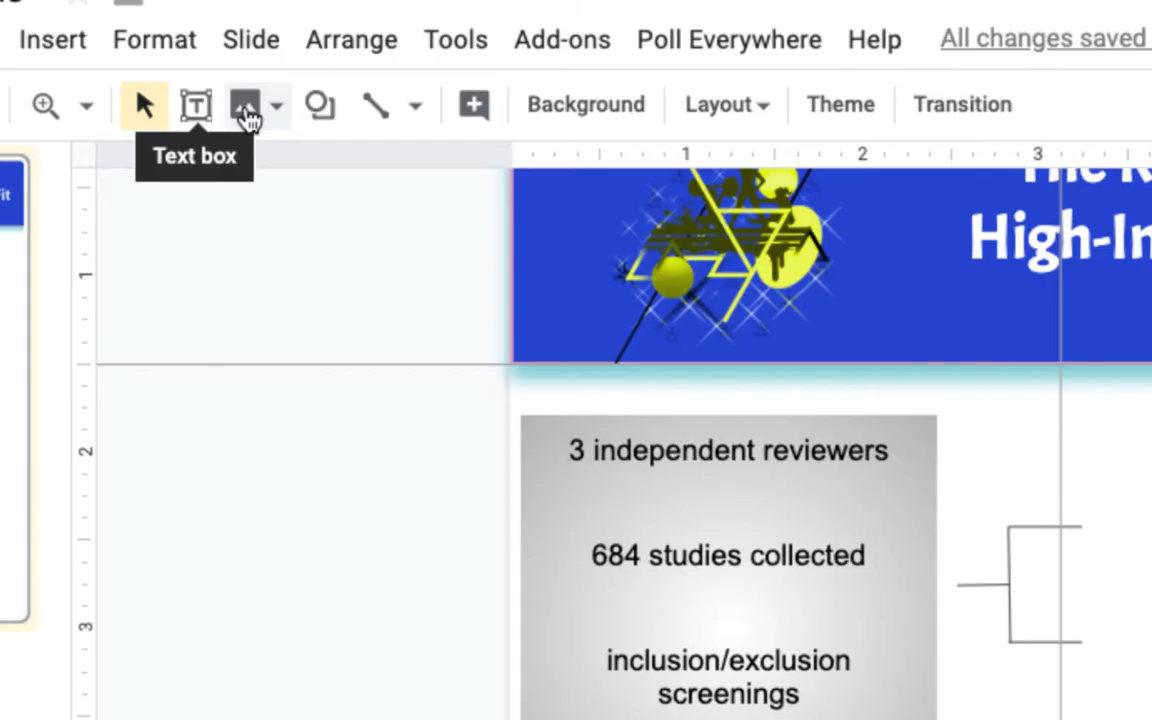 Insert Format Slide Arrange Tools Add-ons Poll Everywhere Help All changes saved
Background Layout Theme Transition
Text box
1 2 3
High-In
1
3 independent reviewers
2
684 studies collected
3
inclusion/exclusion
screenings